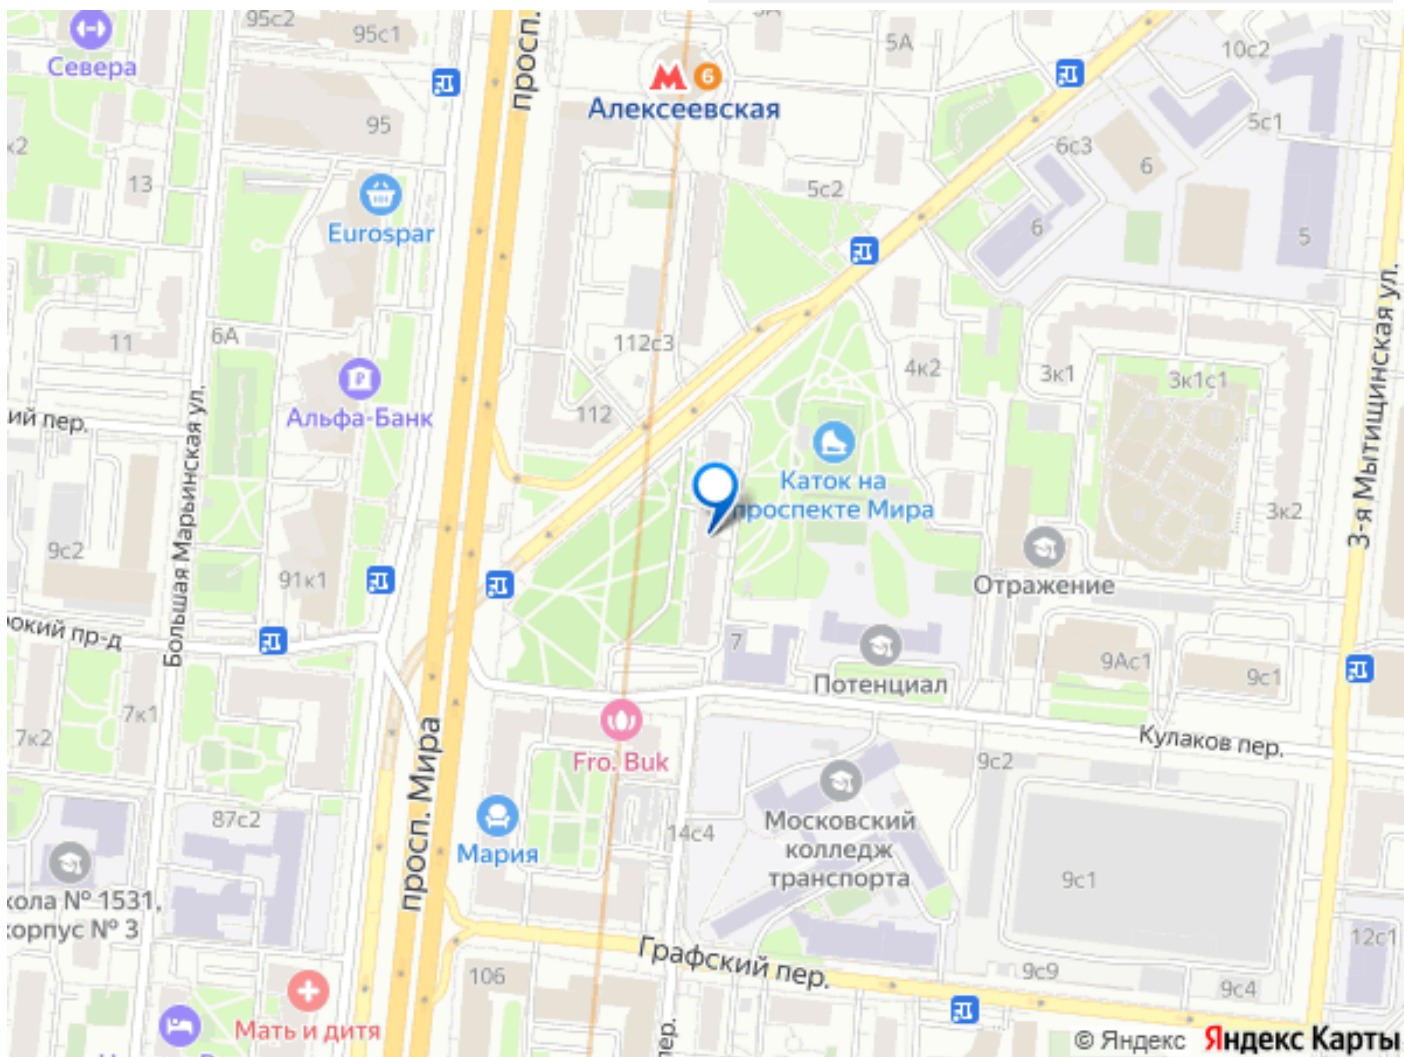 95с2
95с1
Севера
просп.
5А
10с2
6
Алексеевская
95
5с1
6с3
6
13
5с2
Eurospar
6
5
3-я Мытищинская ул.
11
6А
112с3
4к2
3к1
3к1с1
Альфа-Банк
ий пер.
112
Большая Марьинская ул.
Каток на
проспекте Мира
3к2
9с2
91к1
Отражение
7
9Ас1
9с1
окий пр-д
Потенциал
7к1
7к2
Кулаков пер.
Fro. Buk
9с2
просп. Мира
87с2
14с4
Московский
колледж
транспорта
Мария
9с1
кола № 1531,
корпус № 3
12с1
Графский пер.
106
9с9
9с4
Мать и дитя
пер.
© Яндекс Яндекс Карты